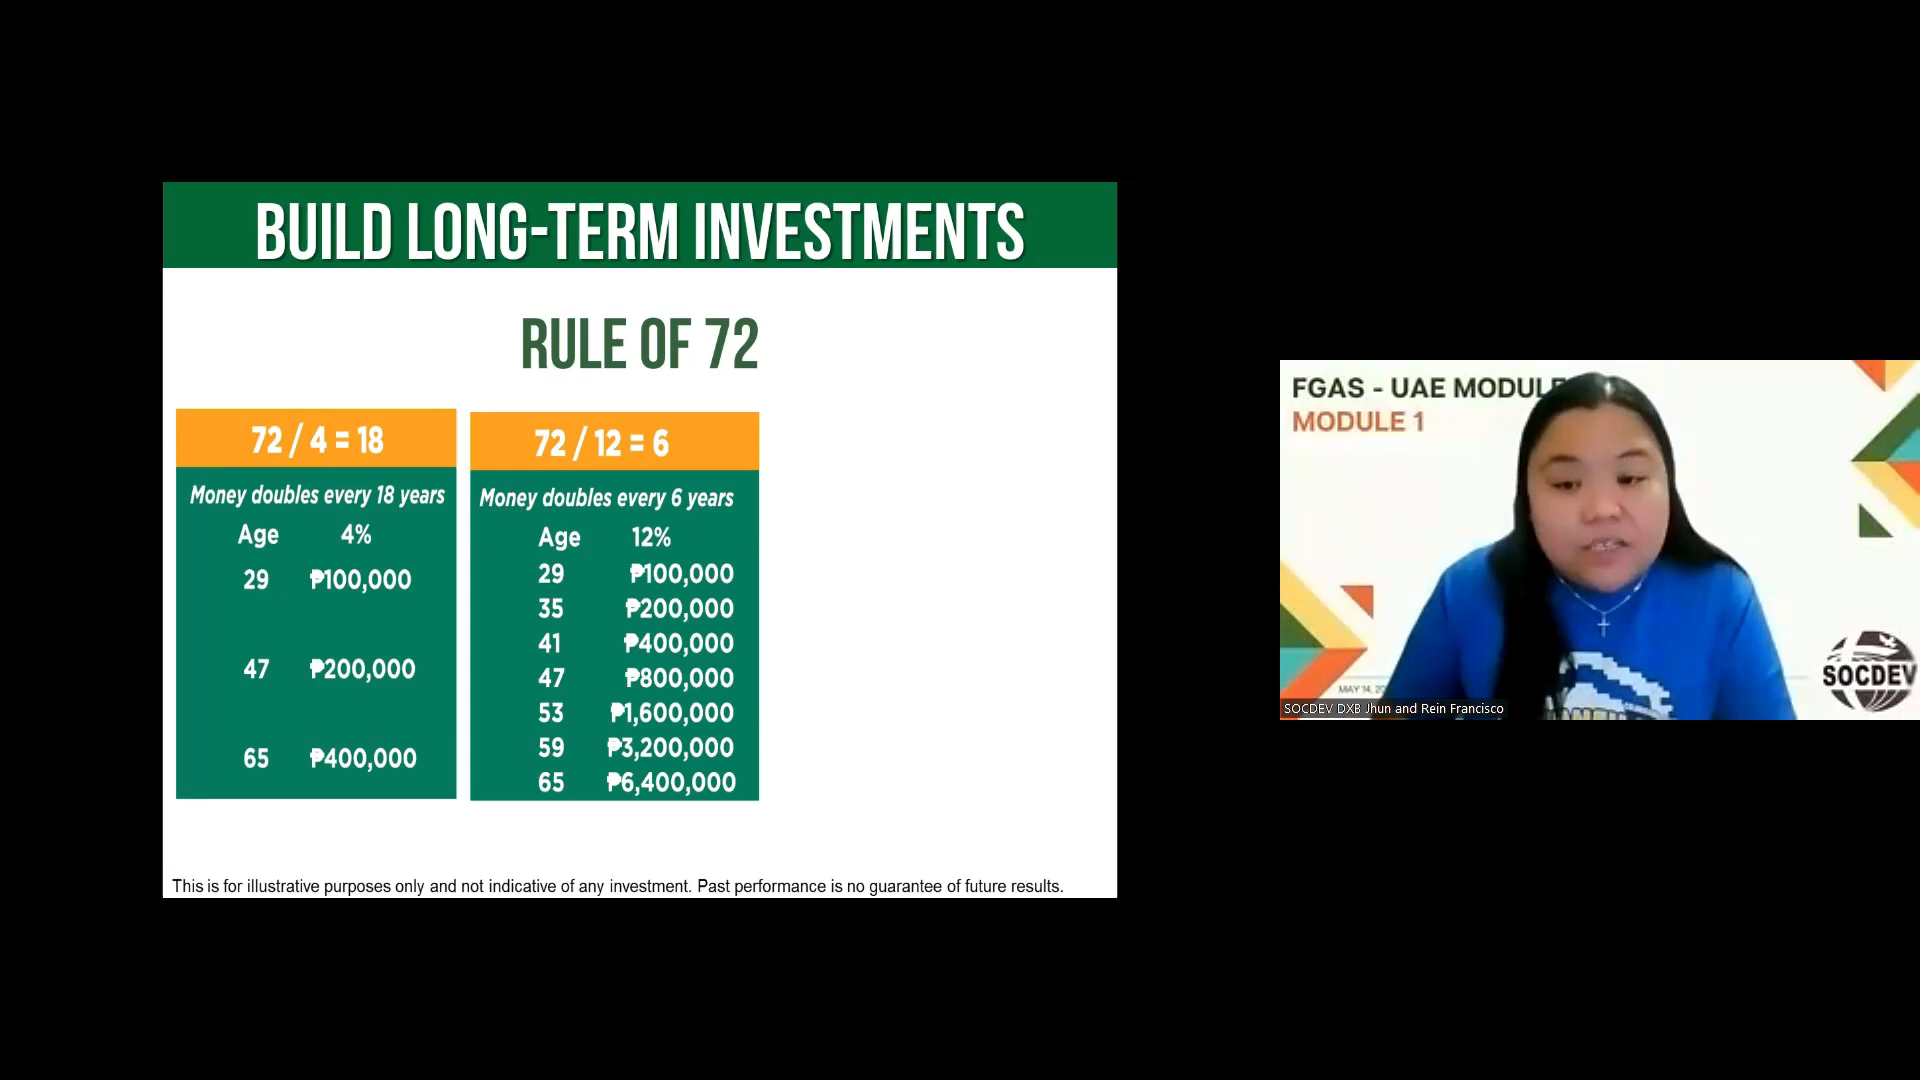 BUILD LONG-TERM INVESTMENTS
RULE OF 72
72 / 4 = 18
Money doubles every 18 years
Age 4%
29 ₱100,000
47 ₱200,000
65 ₱400,000
72 / 12 = 6
Money doubles every 6 years
Age 12%
29 ₱100,000
35 ₱200,000
41 ₱400,000
47 ₱800,000
53 ₱1,600,000
59 ₱3,200,000
65 ₱6,400,000
This is for illustrative purposes only and not indicative of any investment. Past performance is no guarantee of future results.
FGAS - UAE MODULE
MODULE 1
SOCDEV
MAY 14, 20
SOCDEV DXB Jhun and Rein Francisco